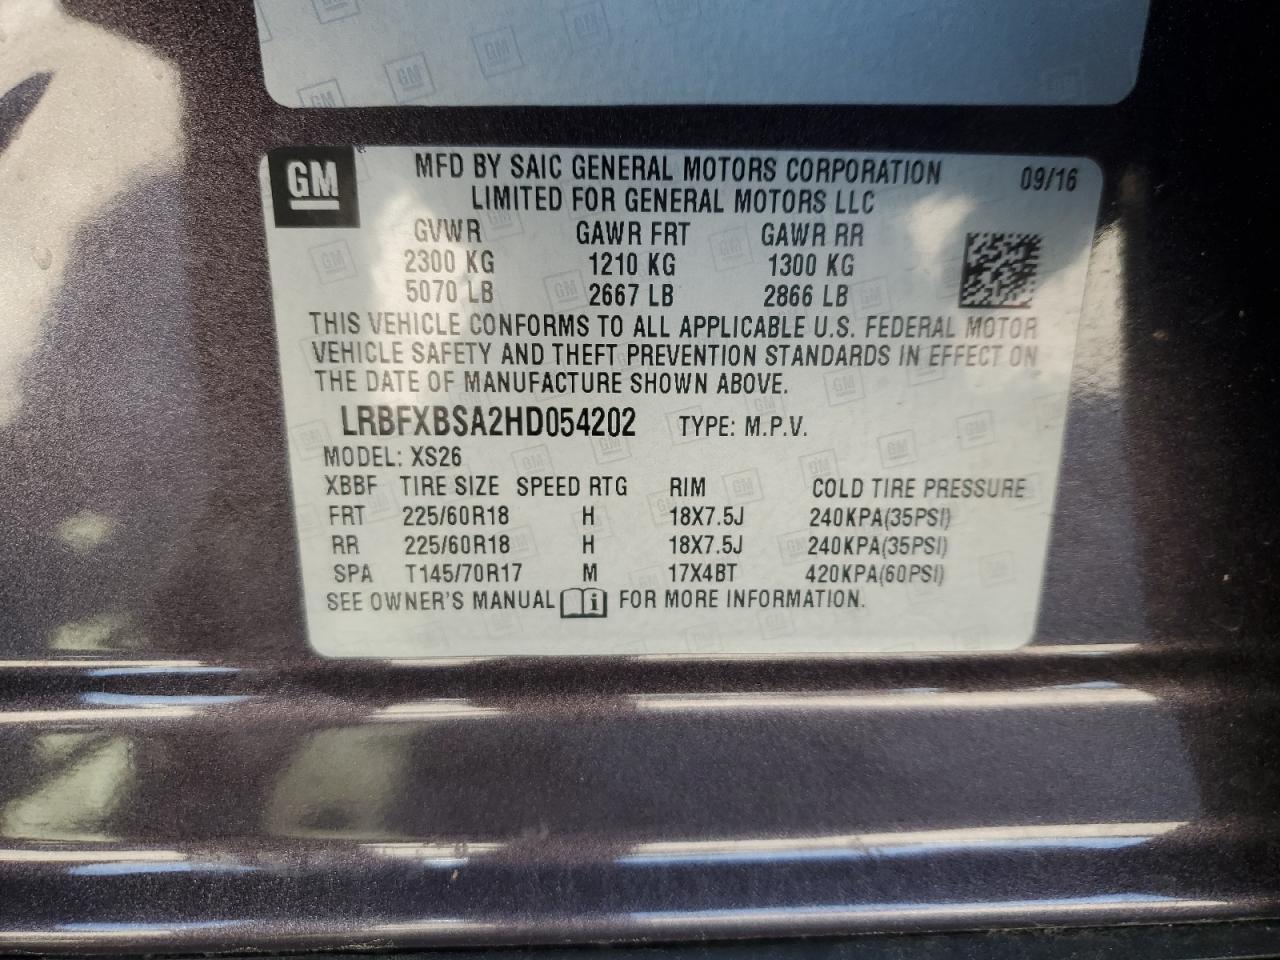 GM
MFD BY SAIC GENERAL MOTORS CORPORATION 09/16
LIMITED FOR GENERAL MOTORS LLC
GVWR GAWR FRT GAWR RR
2300 KG 1210 KG 1300 KG
5070 LB 2667 LB 2866 LB
THIS VEHICLE CONFORMS TO ALL APPLICABLE U.S. FEDERAL MOTOR
VEHICLE SAFETY AND THEFT PREVENTION STANDARDS IN EFFECT ON
THE DATE OF MANUFACTURE SHOWN ABOVE.
LRBFXBSA2HD054202 TYPE: M.P.V.
MODEL: XS26
XBBF TIRE SIZE SPEED RTG RIM COLD TIRE PRESSURE
FRT 225/60R18 H 18X7.5J 240KPA(35PSI)
RR 225/60R18 H 18X7.5J 240KPA(35PSI)
SPA T145/70R17 M 17X4BT 420KPA(60PSI)
SEE OWNER'S MANUAL i FOR MORE INFORMATION.